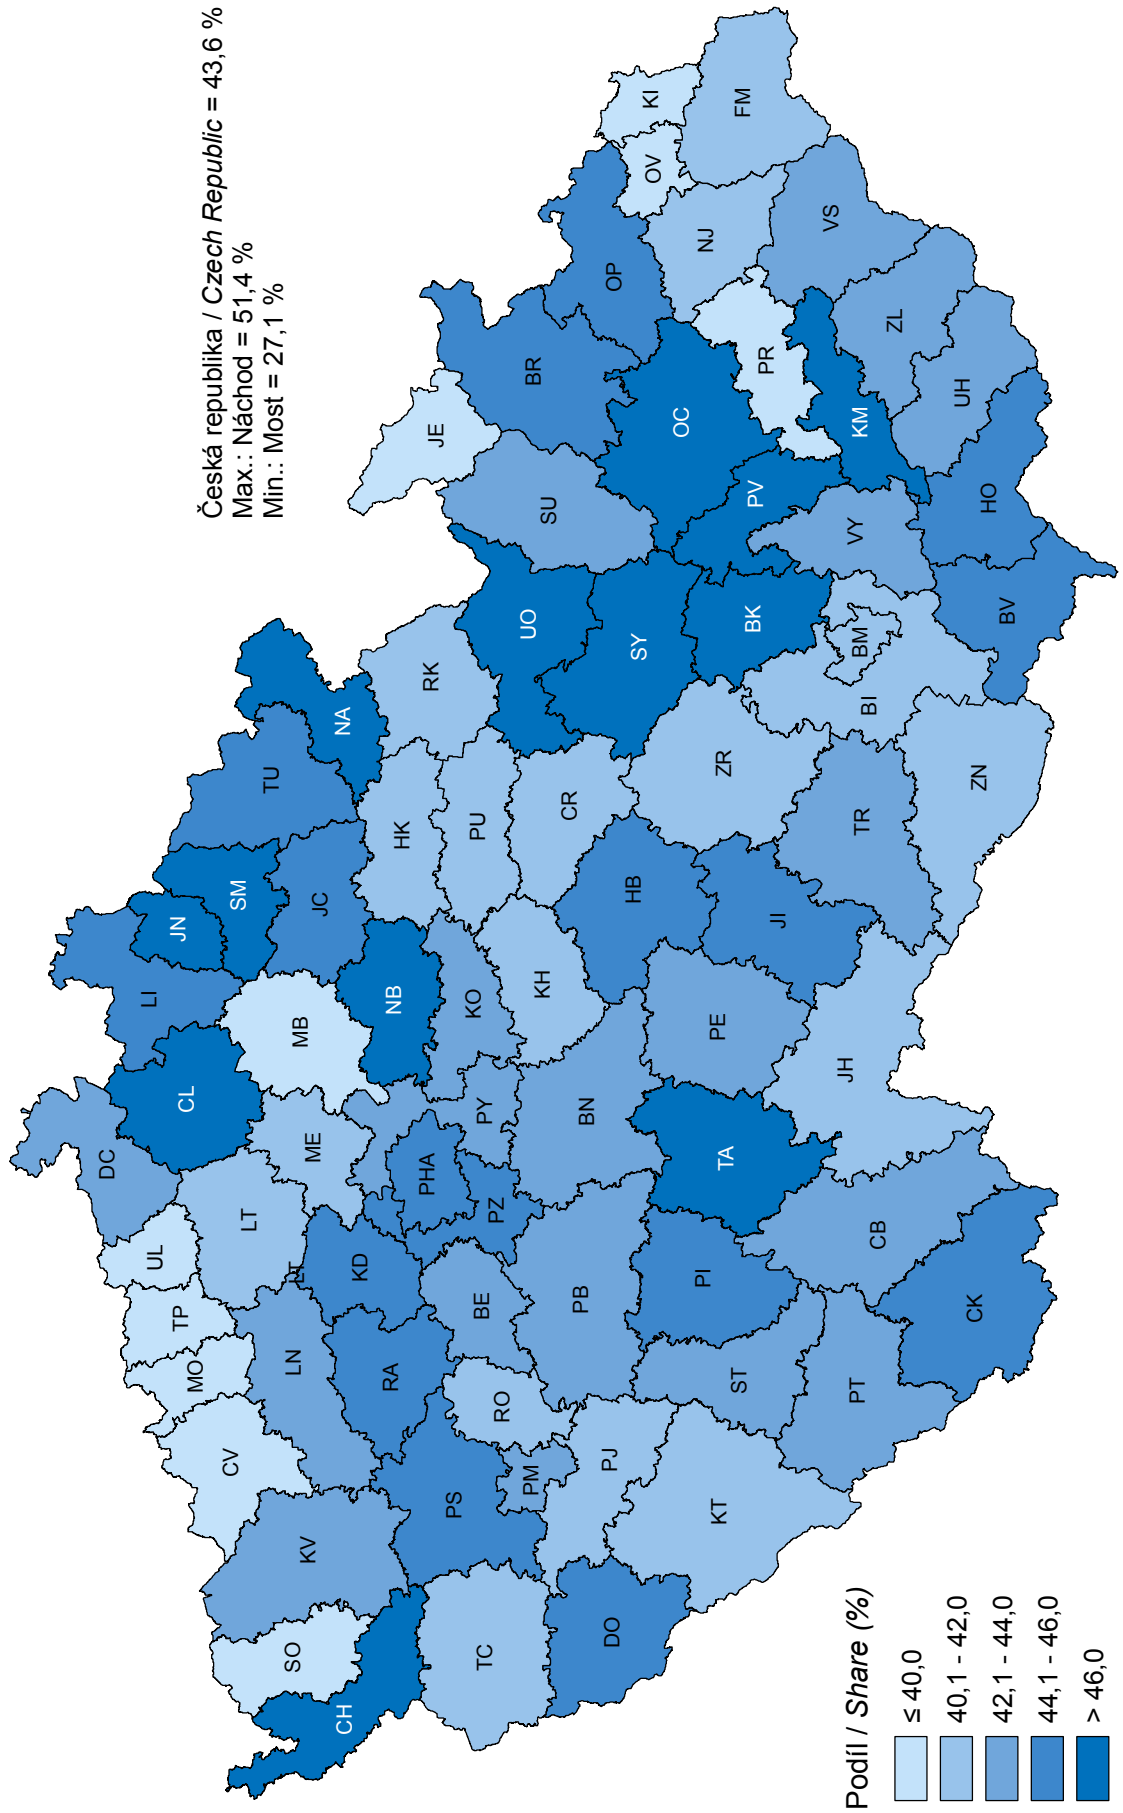 Česká republika / Czech Republic = 43,6 %
Max.: Náchod = 51,4 %
Min.: Most = 27,1 %
DC
LI
JN
CL
SM
TU
UL
TP
LT
MB
JC
NA
MO
ME
CV
LN
LT
KD
NB
HK
RK
JE
SO
KV
RA
PHA
KO
PU
UO
SU
BR
OP
CH
PZ
PY
KH
CR
SY
OC
OV
KI
PS
RO
BE
BN
HB
PV
PR
NJ
FM
TC
PM
PB
PE
ZR
BK
KM
VS
DO
PJ
PI
TA
JI
BM
VY
ZL
KT
ST
JH
TR
BI
UH
PT
CB
ZN
BV
HO
CK
Podíl / Share (%)
≤ 40,0
40,1 - 42,0
42,1 - 44,0
44,1 - 46,0
> 46,0